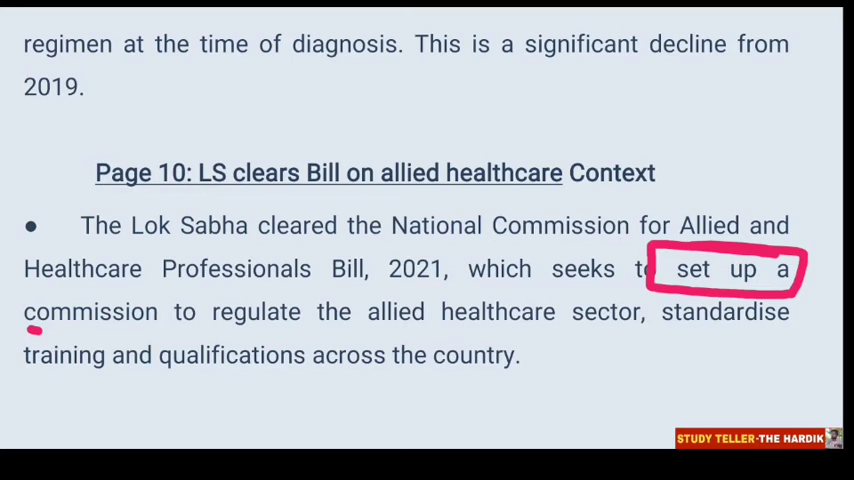 regimen at the time of diagnosis. This is a significant decline from
2019.
Page 10: LS clears Bill on allied healthcare Context
● The Lok Sabha cleared the National Commission for Allied and
Healthcare Professionals Bill, 2021, which seeks to set up a
commission to regulate the allied healthcare sector, standardise
training and qualifications across the country.
STUDY TELLER-THE HARDIK